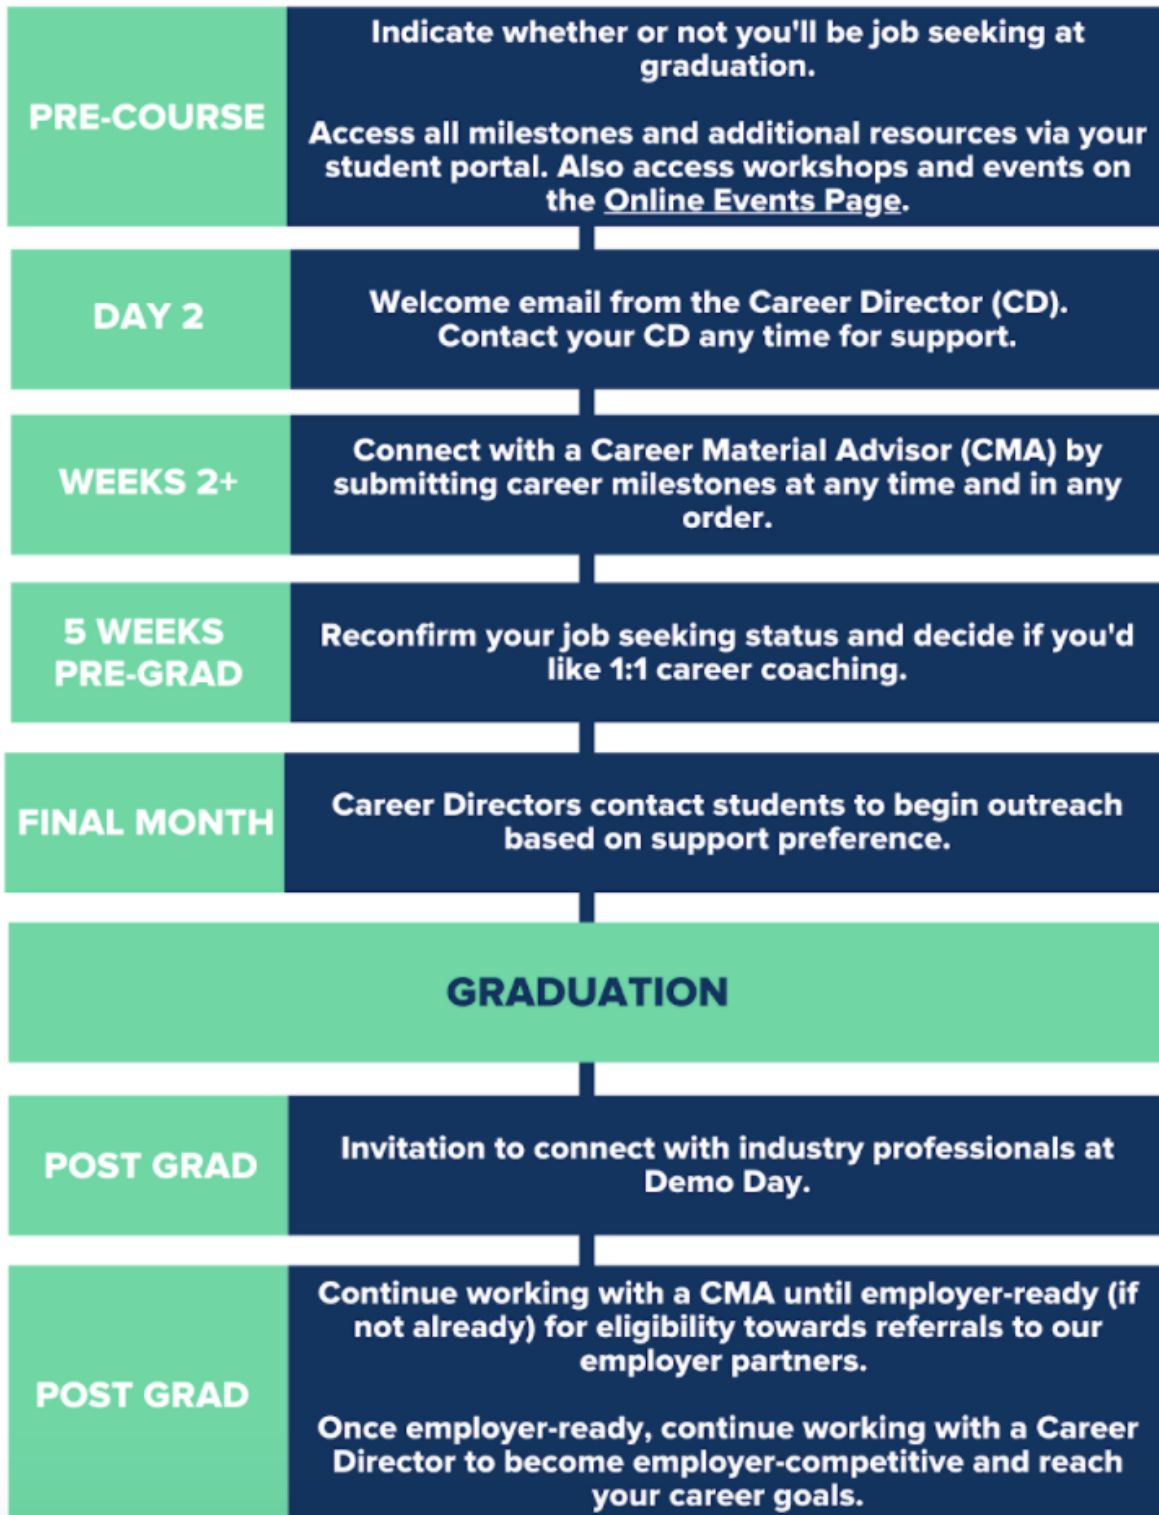 PRE-COURSE
Indicate whether or not you'll be job seeking at
graduation.
Access all milestones and additional resources via your
student portal. Also access workshops and events on
the Online Events Page.
DAY 2
Welcome email from the Career Director (CD).
Contact your CD any time for support.
WEEKS 2+
Connect with a Career Material Advisor (CMA) by
submitting career milestones at any time and in any
order.
5 WEEKS
PRE-GRAD
Reconfirm your job seeking status and decide if you'd
like 1:1 career coaching.
FINAL MONTH
Career Directors contact students to begin outreach
based on support preference.
GRADUATION
POST GRAD
Invitation to connect with industry professionals at
Demo Day.
POST GRAD
Continue working with a CMA until employer-ready (if
not already) for eligibility towards referrals to our
employer partners.
Once employer-ready, continue working with a Career
Director to become employer-competitive and reach
your career goals.